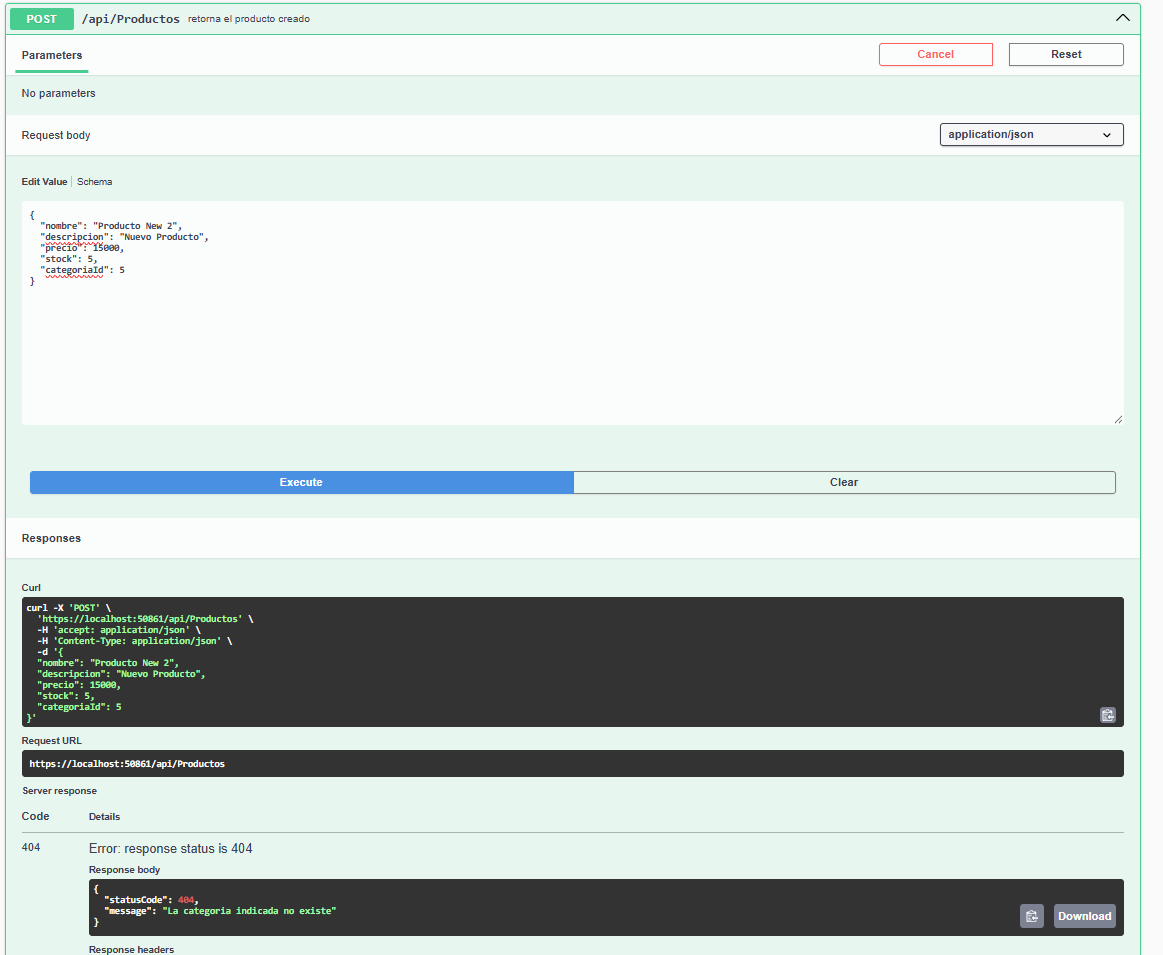 POST /api/Productos retorna el producto creado
Parameters Cancel Reset
No parameters
Request body application/json
Edit Value | Schema
{
  "nombre": "Producto New 2",
  "descripcion": "Nuevo Producto",
  "precio": 15000,
  "stock": 5,
  "categoriaId": 5
}
Execute Clear
Responses
Curl
curl -X 'POST' \
  'https://localhost:50861/api/Productos' \
  -H 'accept: application/json' \
  -H 'Content-Type: application/json' \
  -d '{
  "nombre": "Producto New 2",
  "descripcion": "Nuevo Producto",
  "precio": 15000,
  "stock": 5,
  "categoriaId": 5
}'
Request URL
https://localhost:50861/api/Productos
Server response
Code Details
404 Error: response status is 404
Response body
{
  "statusCode": 404,
  "message": "La categoria indicada no existe"
}
Download
Response headers